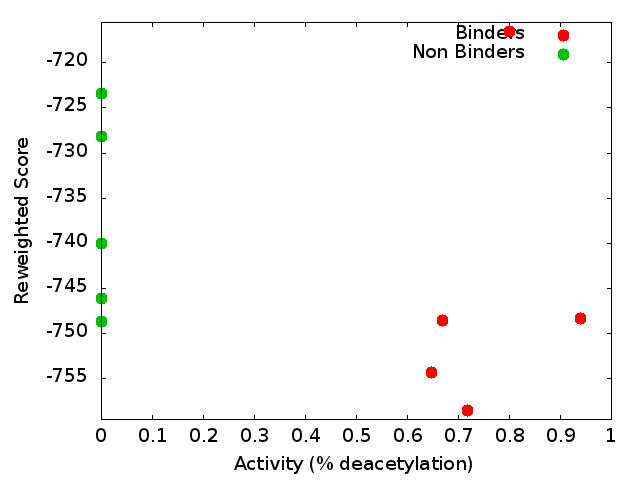 Binders
Non Binders
-720
-725
-730
-735
-740
-745
-750
-755
Reweighted Score
0 0.1 0.2 0.3 0.4 0.5 0.6 0.7 0.8 0.9 1
Activity (% deacetylation)